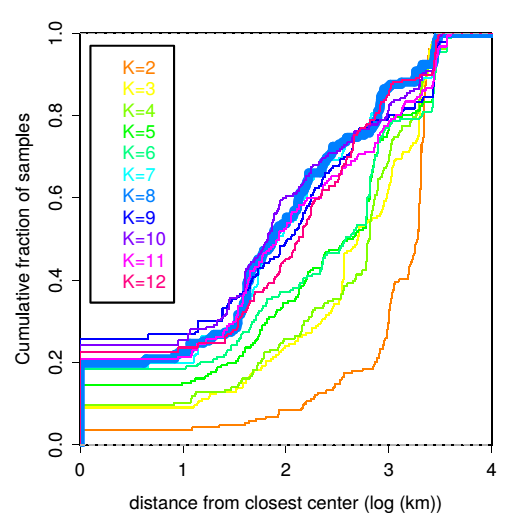 1.0
0.8
0.6
0.4
0.2
0.0
Cumulative fraction of samples
K=2
K=3
K=4
K=5
K=6
K=7
K=8
K=9
K=10
K=11
K=12
0 1 2 3 4
distance from closest center (log (km))